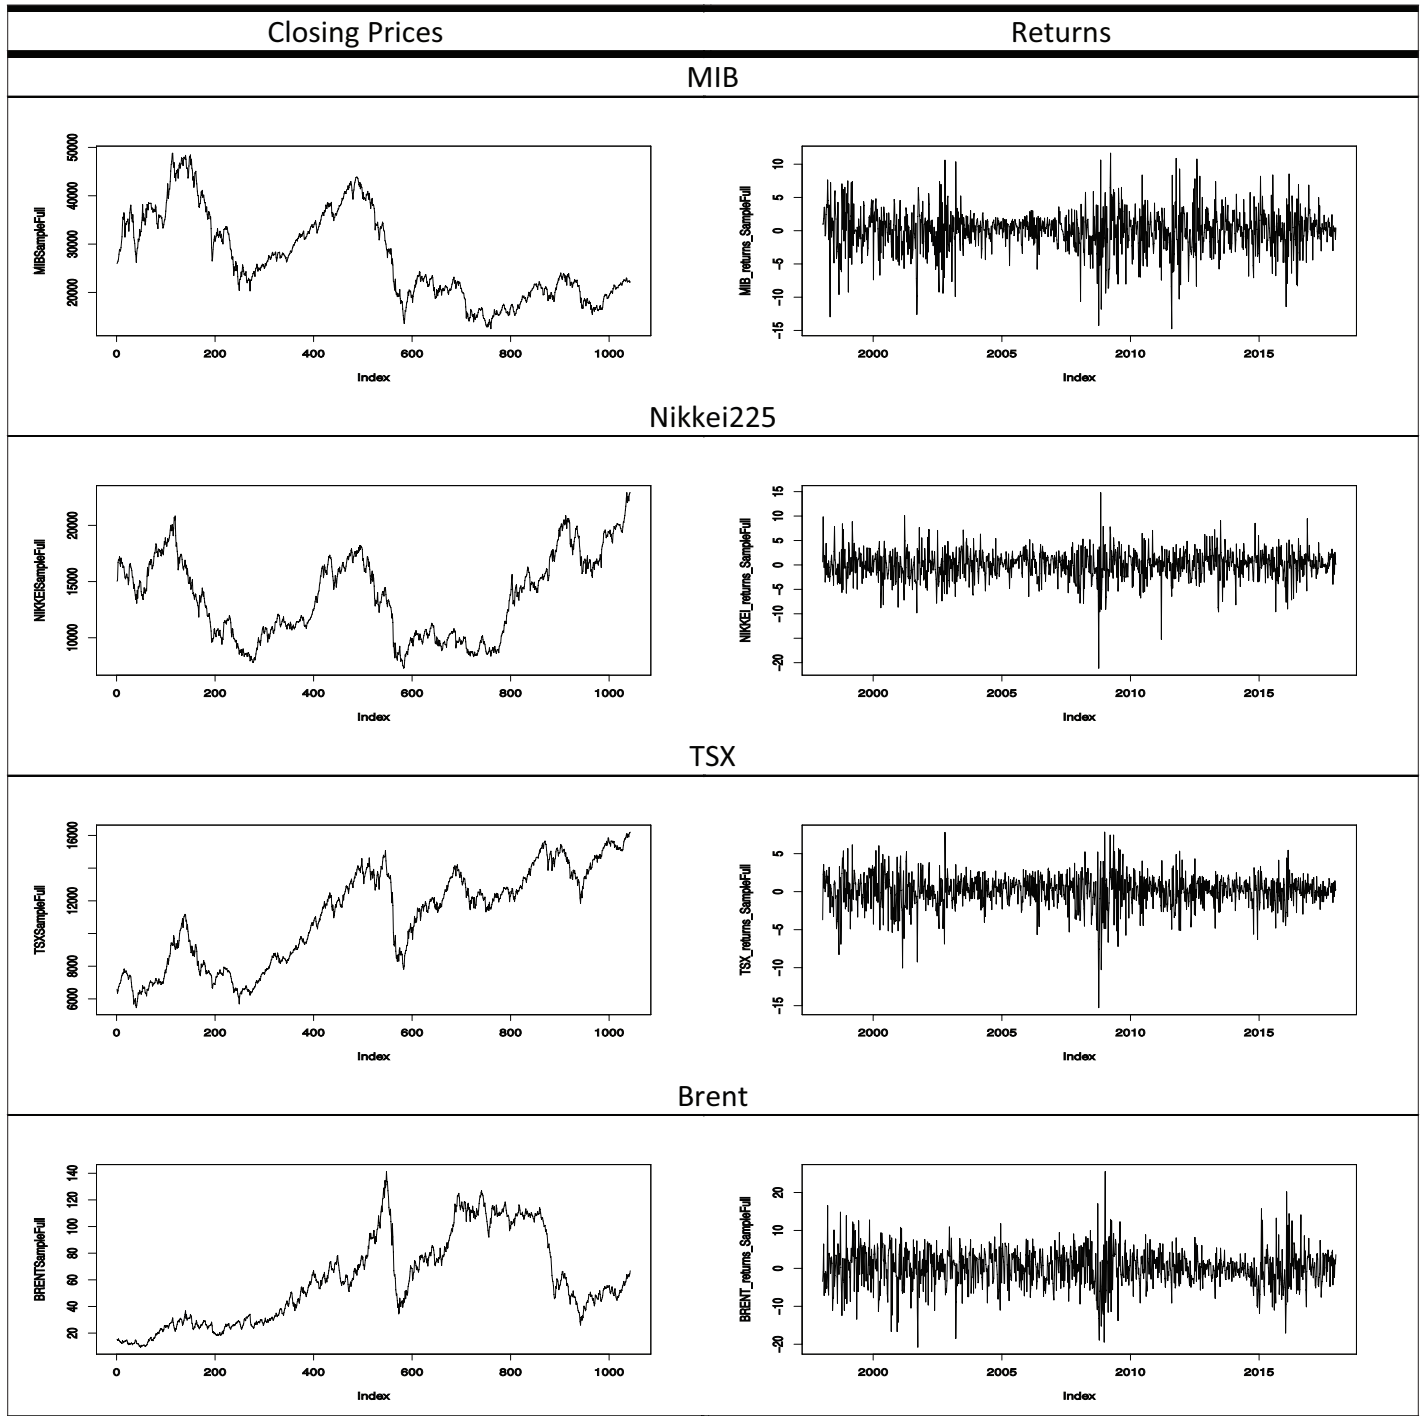 Closing Prices Returns
MIB
MIBSampleFull
50000
40000
30000
20000
0 200 400 600 800 1000
Index
MIB_returns_SampleFull
10
5
0
-5
-10
-15
2000 2005 2010 2015
Index
Nikkei225
NIKKEISampleFull
20000
15000
10000
0 200 400 600 800 1000
Index
NIKKEI_returns_SampleFull
15
10
5
0
-5
-10
-20
2000 2005 2010 2015
Index
TSX
TSXSampleFull
16000
12000
8000
6000
0 200 400 600 800 1000
Index
TSX_returns_SampleFull
5
0
-5
-10
-15
2000 2005 2010 2015
Index
Brent
BRENTSampleFull
140
120
100
80
60
40
20
0 200 400 600 800 1000
Index
BRENT_returns_SampleFull
20
10
0
-10
-20
2000 2005 2010 2015
Index